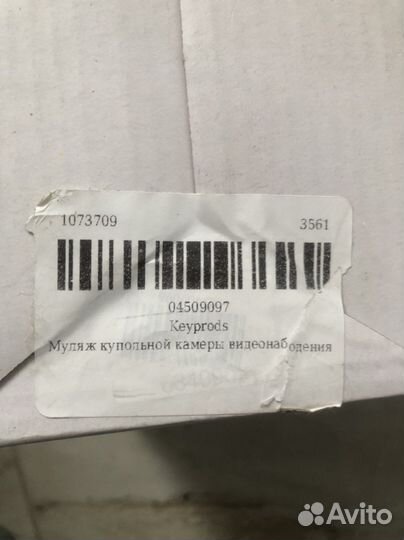 1073709 3561
04509097
Keyprods
Муляж купольной камеры видеонабодения
Avito